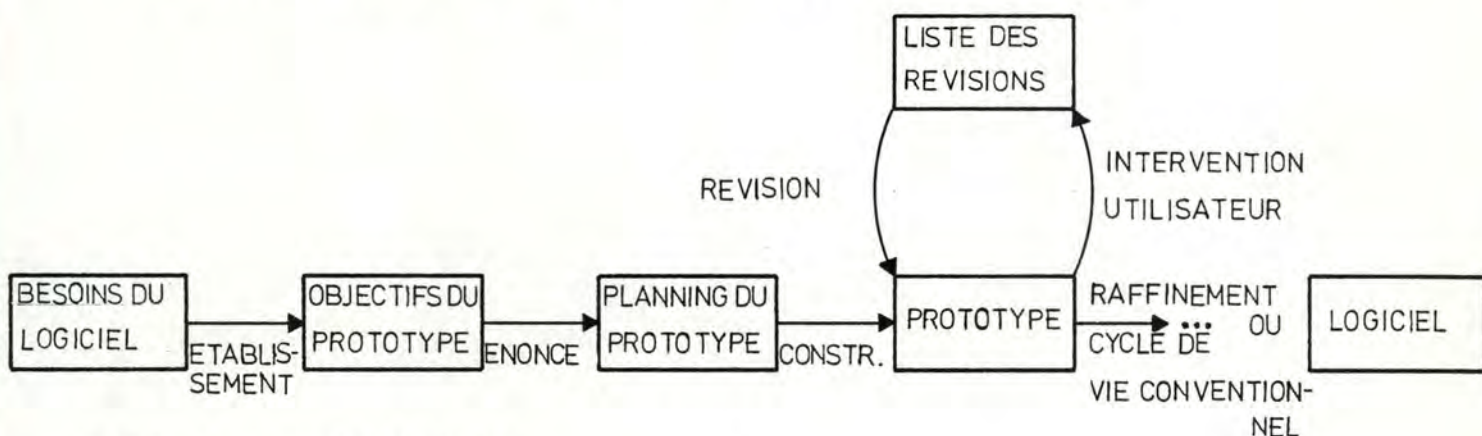 LISTE DES
REVISIONS
REVISION
INTERVENTION
UTILISATEUR
BESOINS DU
LOGICIEL
ETABLIS-
SEMENT
OBJECTIFS DU
PROTOTYPE
ENONCE
PLANNING DU
PROTOTYPE
CONSTR.
PROTOTYPE
RAFFINEMENT
... OU
CYCLE DE
VIE CONVENTION-
NEL
LOGICIEL